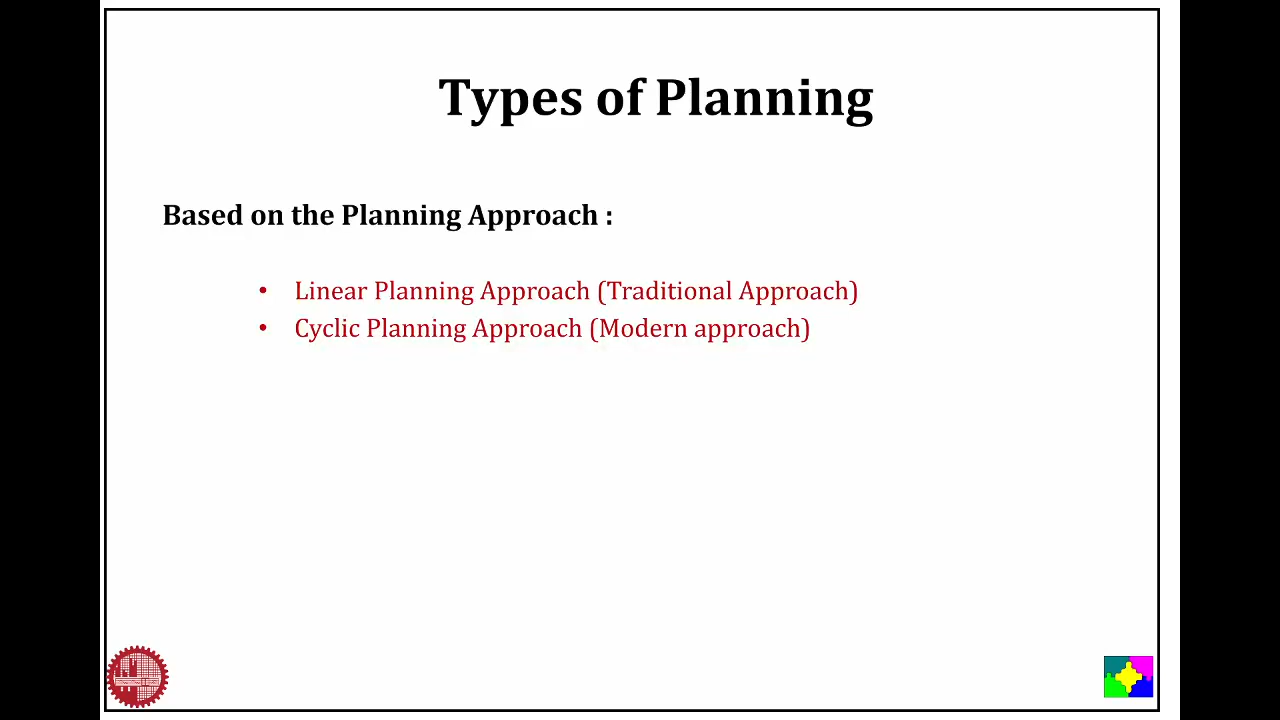 Types of Planning
Based on the Planning Approach :
• Linear Planning Approach (Traditional Approach)
• Cyclic Planning Approach (Modern approach)